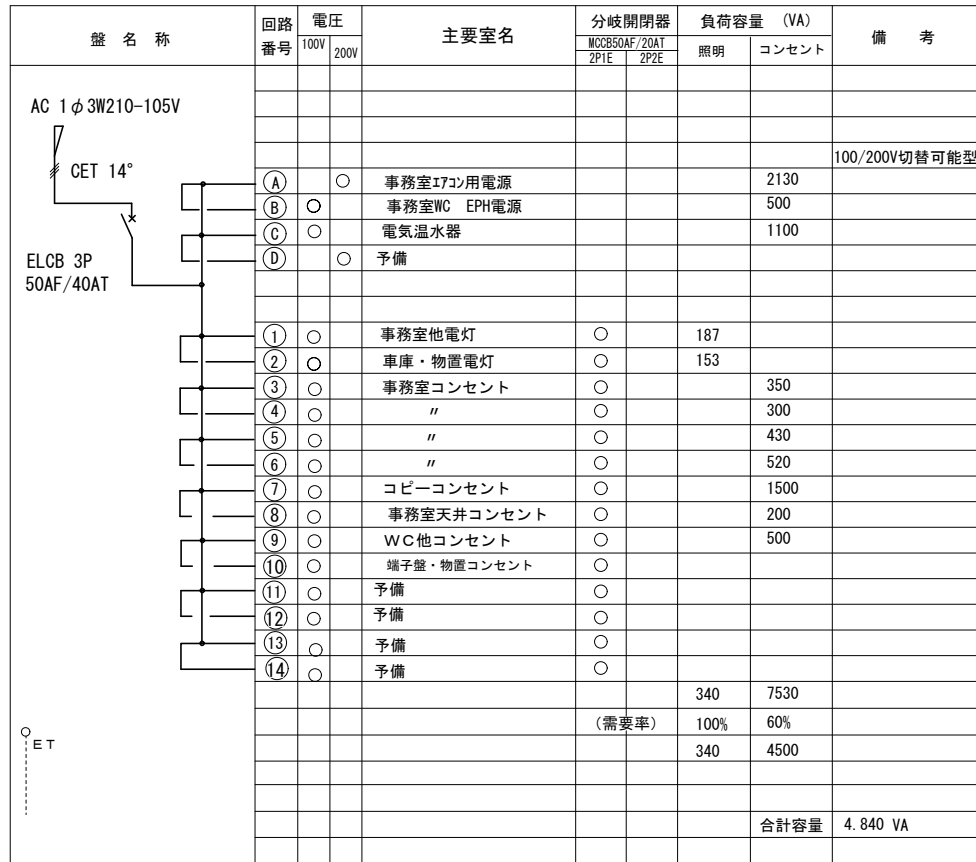 盤 名 称 回路番号 電圧 100V 200V 主要室名 分岐開閉器 MCCB50AF/20AT 2P1E 2P2E 負荷容量 (VA) 照明 コンセント 備 考
AC 1φ3W210-105V
100/200V切替可能型
CET 14°
Ⓐ ○ 事務室エアコン用電源 2130
Ⓑ ○ 事務室WC EPH電源 500
Ⓒ ○ 電気温水器 1100
Ⓓ ○ 予備
ELCB 3P
50AF/40AT
① ○ 事務室他電灯 ○ 187
② ○ 車庫・物置電灯 ○ 153
③ ○ 事務室コンセント ○ 350
④ ○ 〃 ○ 300
⑤ ○ 〃 ○ 430
⑥ ○ 〃 ○ 520
⑦ ○ コピーコンセント ○ 1500
⑧ ○ 事務室天井コンセント ○ 200
⑨ ○ WC他コンセント ○ 500
⑩ ○ 端子盤・物置コンセント ○
⑪ ○ 予備 ○
⑫ ○ 予備 ○
⑬ ○ 予備 ○
⑭ ○ 予備 ○
340 7530
(需要率) 100% 60%
ET
340 4500
合計容量 4.840 VA